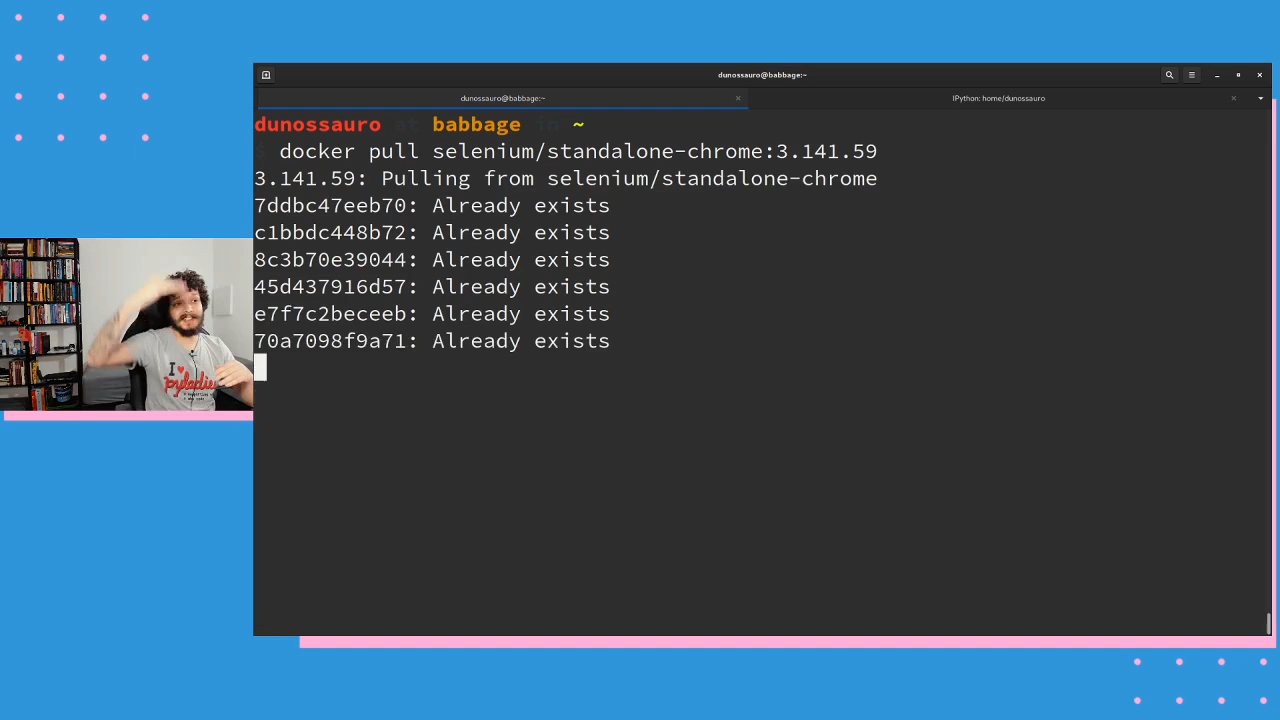 dunossauro@babbage:~
dunossauro@babbage:~
IPython: home/dunossauro
dunossauro at babbage in ~
$ docker pull selenium/standalone-chrome:3.141.59
3.141.59: Pulling from selenium/standalone-chrome
7ddbc47eeb70: Already exists
c1bbdc448b72: Already exists
8c3b70e39044: Already exists
45d437916d57: Already exists
e7f7c2beceeb: Already exists
70a7098f9a71: Already exists
I
pyladies